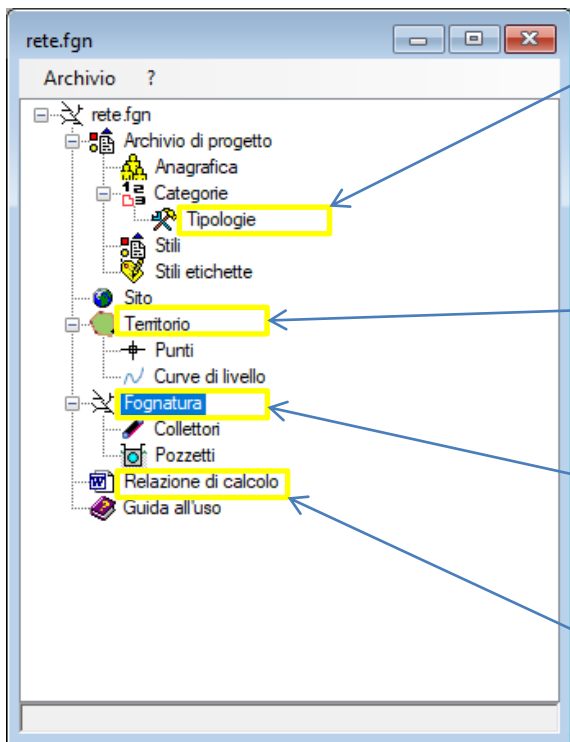 rete.fgn
Archivio ?
rete.fgn
Archivio di progetto
Anagrafica
Categorie
Tipologie
Stili
Stili etichette
Sito
Territorio
Punti
Curve di livello
Fognatura
Collettori
Pozzetti
Relazione di calcolo
Guida all'uso